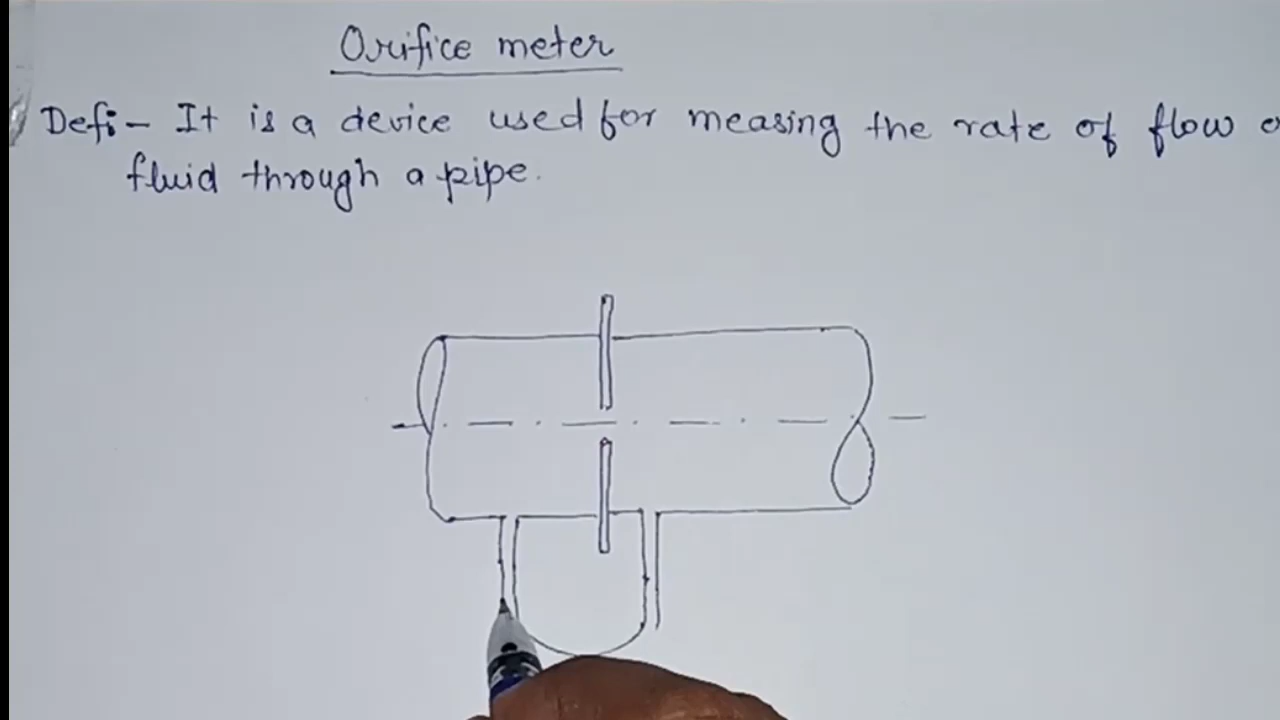 Orifice meter
Defi:- It is a device used for measing the rate of flow
fluid through a pipe.